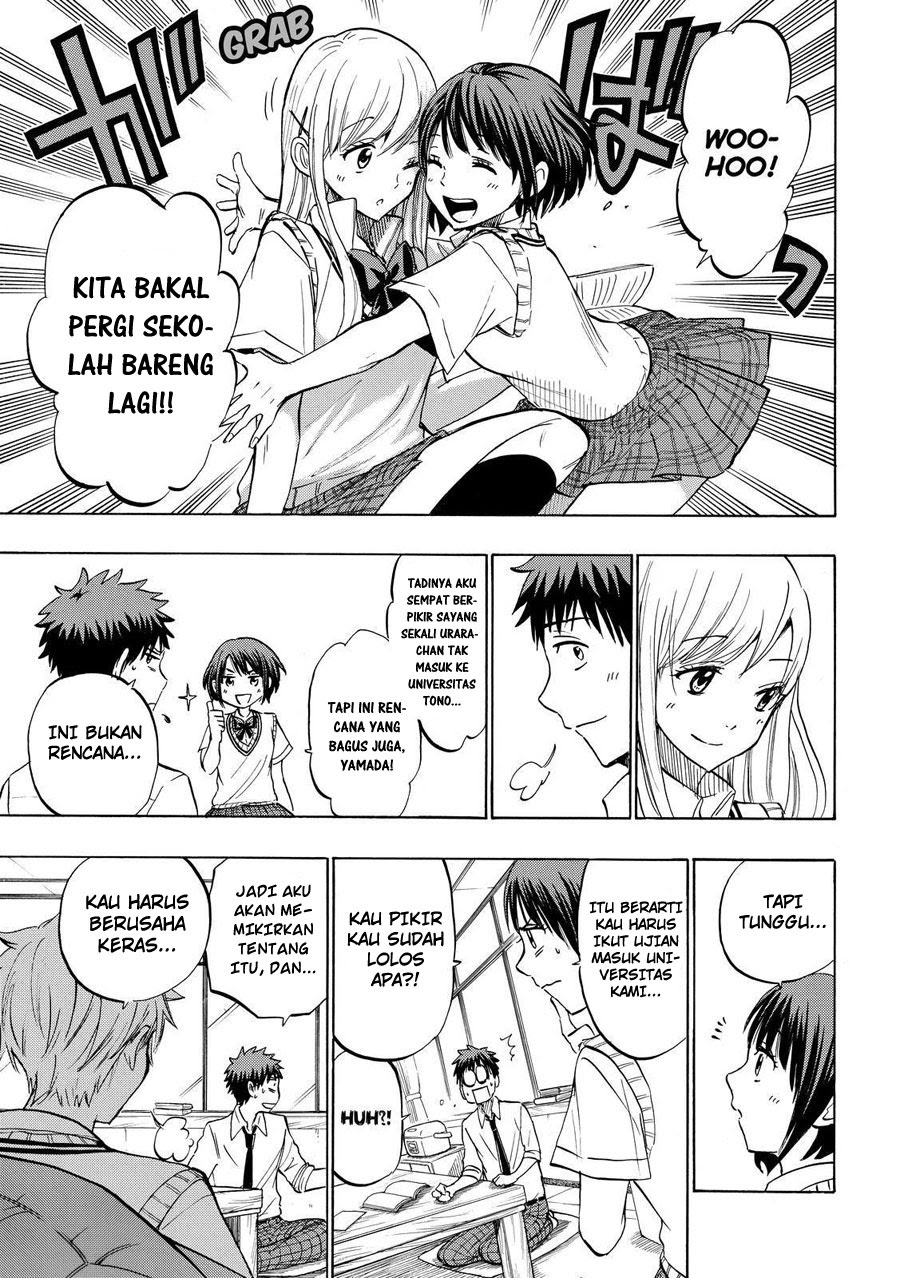 ガ
GRAB
ばっ
WOO-
HOO!
KITA BAKAL
PERGI SEKO-
LAH BARENG
LAGI!!
TADINYA AKU
SEMPAT BER-
PIKIR SAYANG
SEKALI URARA-
CHAN TAK
MASUK KE
UNIVERSITAS
TONO...
TAPI INI REN-
CANA YANG
BAGUS JUGA,
YAMADA!
INI BUKAN
RENCANA...
TAPI
TUNGGU...
ITU BERARTI
KAU HARUS
IKUT UJIAN
MASUK UNI-
VERSITAS
KAMI...
KAU PIKIR
KAU SUDAH
LOLOS
APA?!
HUH?!
JADI AKU
AKAN ME-
MIKIRKAN
TENTANG
ITU, DAN...
KAU HARUS
BERUSAHA
KERAS...